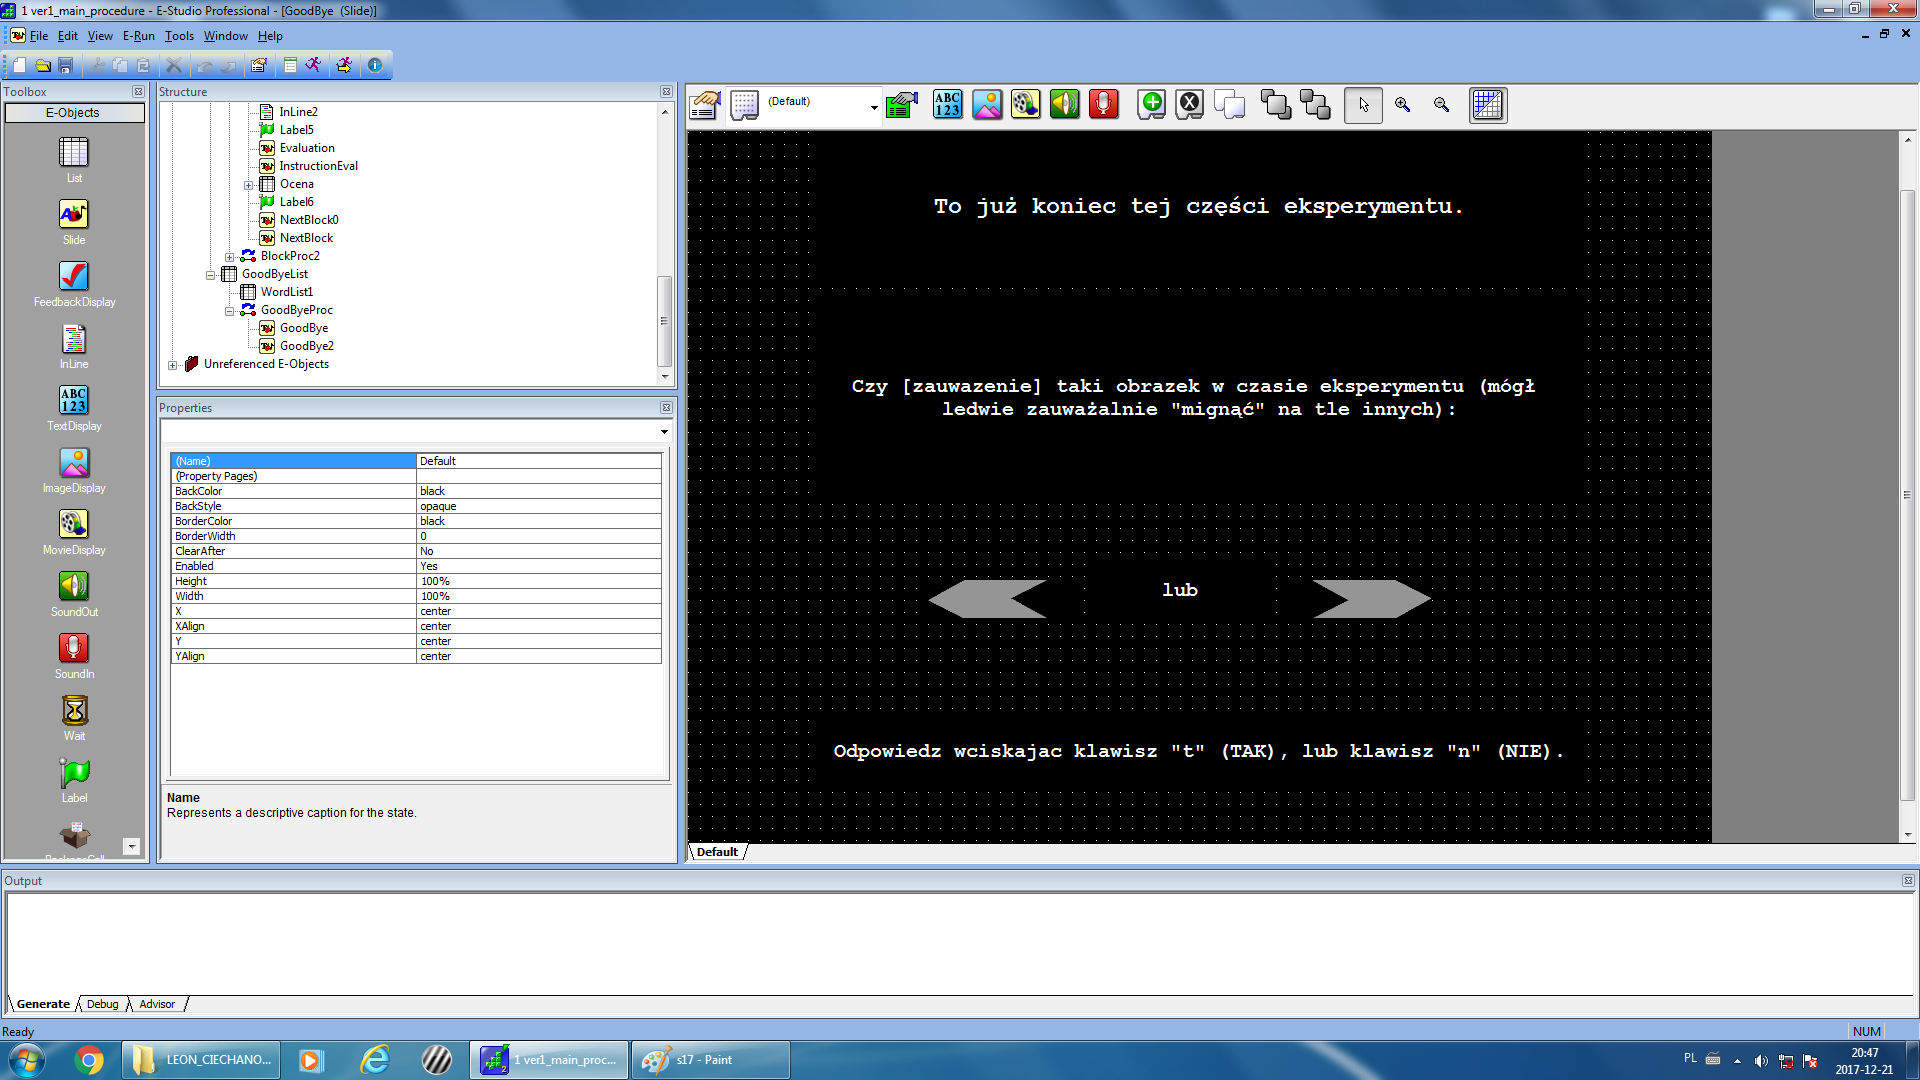 1 ver1_main_procedure - E-Studio Professional - [GoodBye (Slide)]
File Edit View E-Run Tools Window Help
Toolbox
E-Objects
List
Slide
FeedbackDisplay
InLine
ABC 123
TextDisplay
ImageDisplay
MovieDisplay
SoundOut
SoundIn
Wait
Label
Structure
InLine2
Label5
Evaluation
InstructionEval
Ocena
Label6
NextBlock0
NextBlock
BlockProc2
GoodByeList
WordList1
GoodByeProc
GoodBye
GoodBye2
Unreferenced E-Objects
Properties
(Name) Default
(Property Pages)
BackColor black
BackStyle opaque
BorderColor black
BorderWidth 0
ClearAfter No
Enabled Yes
Height 100%
Width 100%
X center
XAlign center
Y center
YAlign center
Name
Represents a descriptive caption for the state.
(Default)
ABC 123
To już koniec tej części eksperymentu.
Czy [zauwazenie] taki obrazek w czasie eksperymentu (mógł
ledwie zauważalnie "mignąć" na tle innych):
lub
Odpowiedz wciskajac klawisz "t" (TAK), lub klawisz "n" (NIE).
Default
Output
Generate Debug Advisor
Ready
NUM
LEON_CIECHANO...
1 ver1_main_proc...
s17 - Paint
PL
20:47
2017-12-21